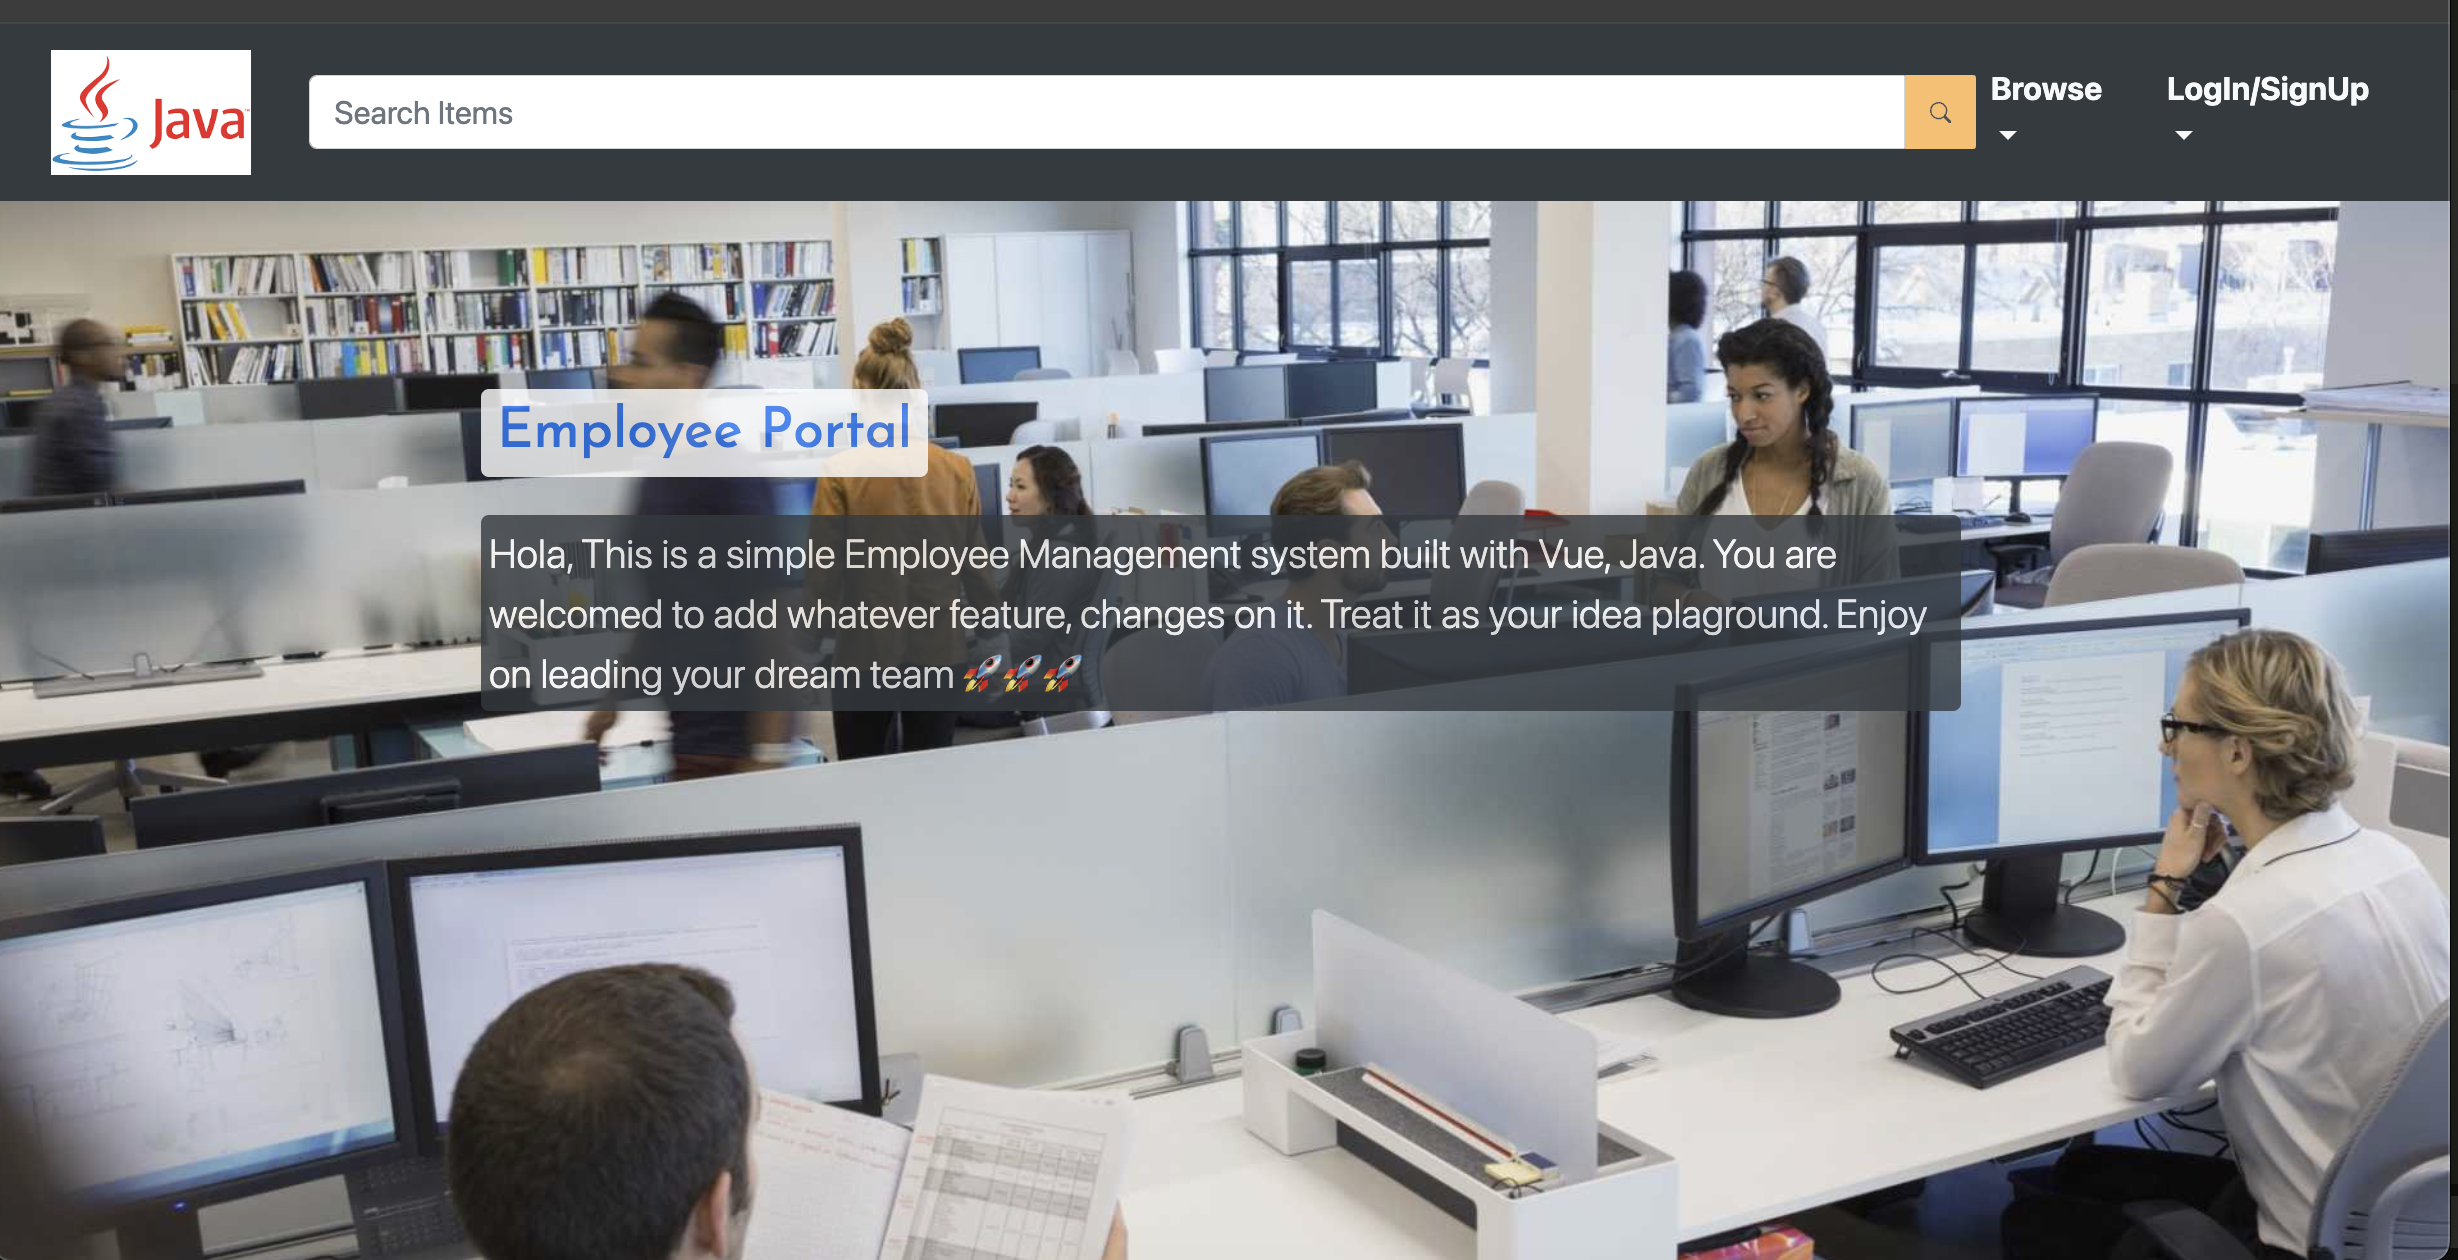 Java
Search Items
Browse
LogIn/SignUp
Employee Portal
Hola, This is a simple Employee Management system built with Vue, Java. You are
welcomed to add whatever feature, changes on it. Treat it as your idea plaground. Enjoy
on leading your dream team 🚀🚀🚀